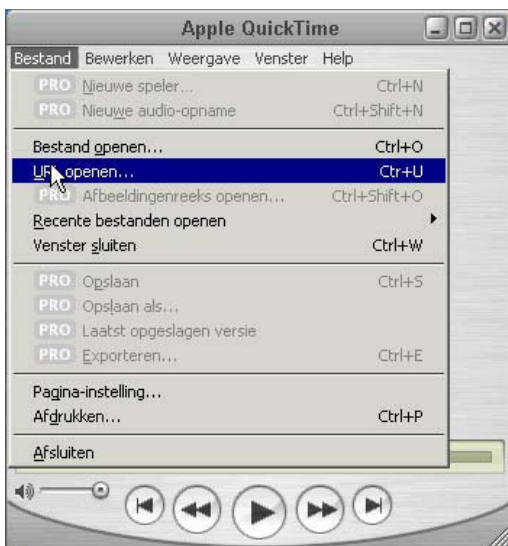 Apple QuickTime
Bestand Bewerken Weergave Venster Help
PRO Nieuwe speler... Ctrl+N
PRO Nieuwe audio-opname Ctrl+Shift+N
Bestand openen... Ctrl+O
URL openen... Ctr+U
PRO Afbeeldingenreeks openen... Ctrl+Shift+O
Recente bestanden openen
Venster sluiten Ctrl+W
PRO Opslaan Ctrl+S
PRO Opslaan als...
PRO Laatst opgeslagen versie
PRO Exporteren... Ctrl+E
Pagina-instelling...
Afdrukken... Ctrl+P
Afsluiten